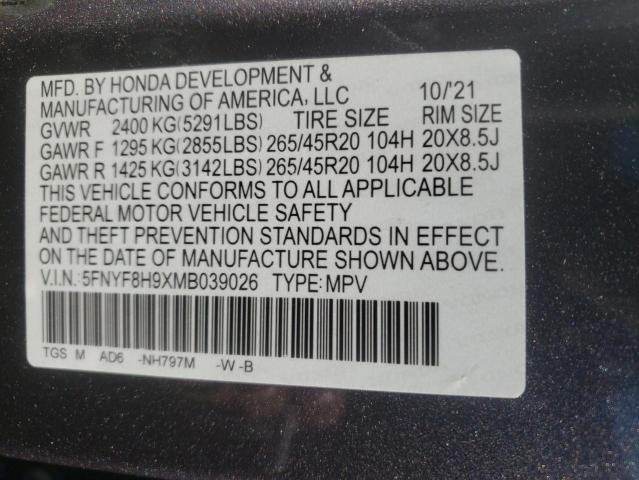 MFD. BY HONDA DEVELOPMENT &
MANUFACTURING OF AMERICA, LLC 10/'21
GVWR 2400 KG(5291LBS) TIRE SIZE RIM SIZE
GAWR F 1295 KG(2855LBS) 265/45R20 104H 20X8.5J
GAWR R 1425 KG(3142LBS) 265/45R20 104H 20X8.5J
THIS VEHICLE CONFORMS TO ALL APPLICABLE
FEDERAL MOTOR VEHICLE SAFETY
AND THEFT PREVENTION STANDARDS IN EFFECT
ON THE DATE OF MANUFACTURE SHOWN ABOVE.
V.I.N.:5FNYF8H9XMB039026 TYPE:MPV
TGS M AD6 -NH797M -W -B